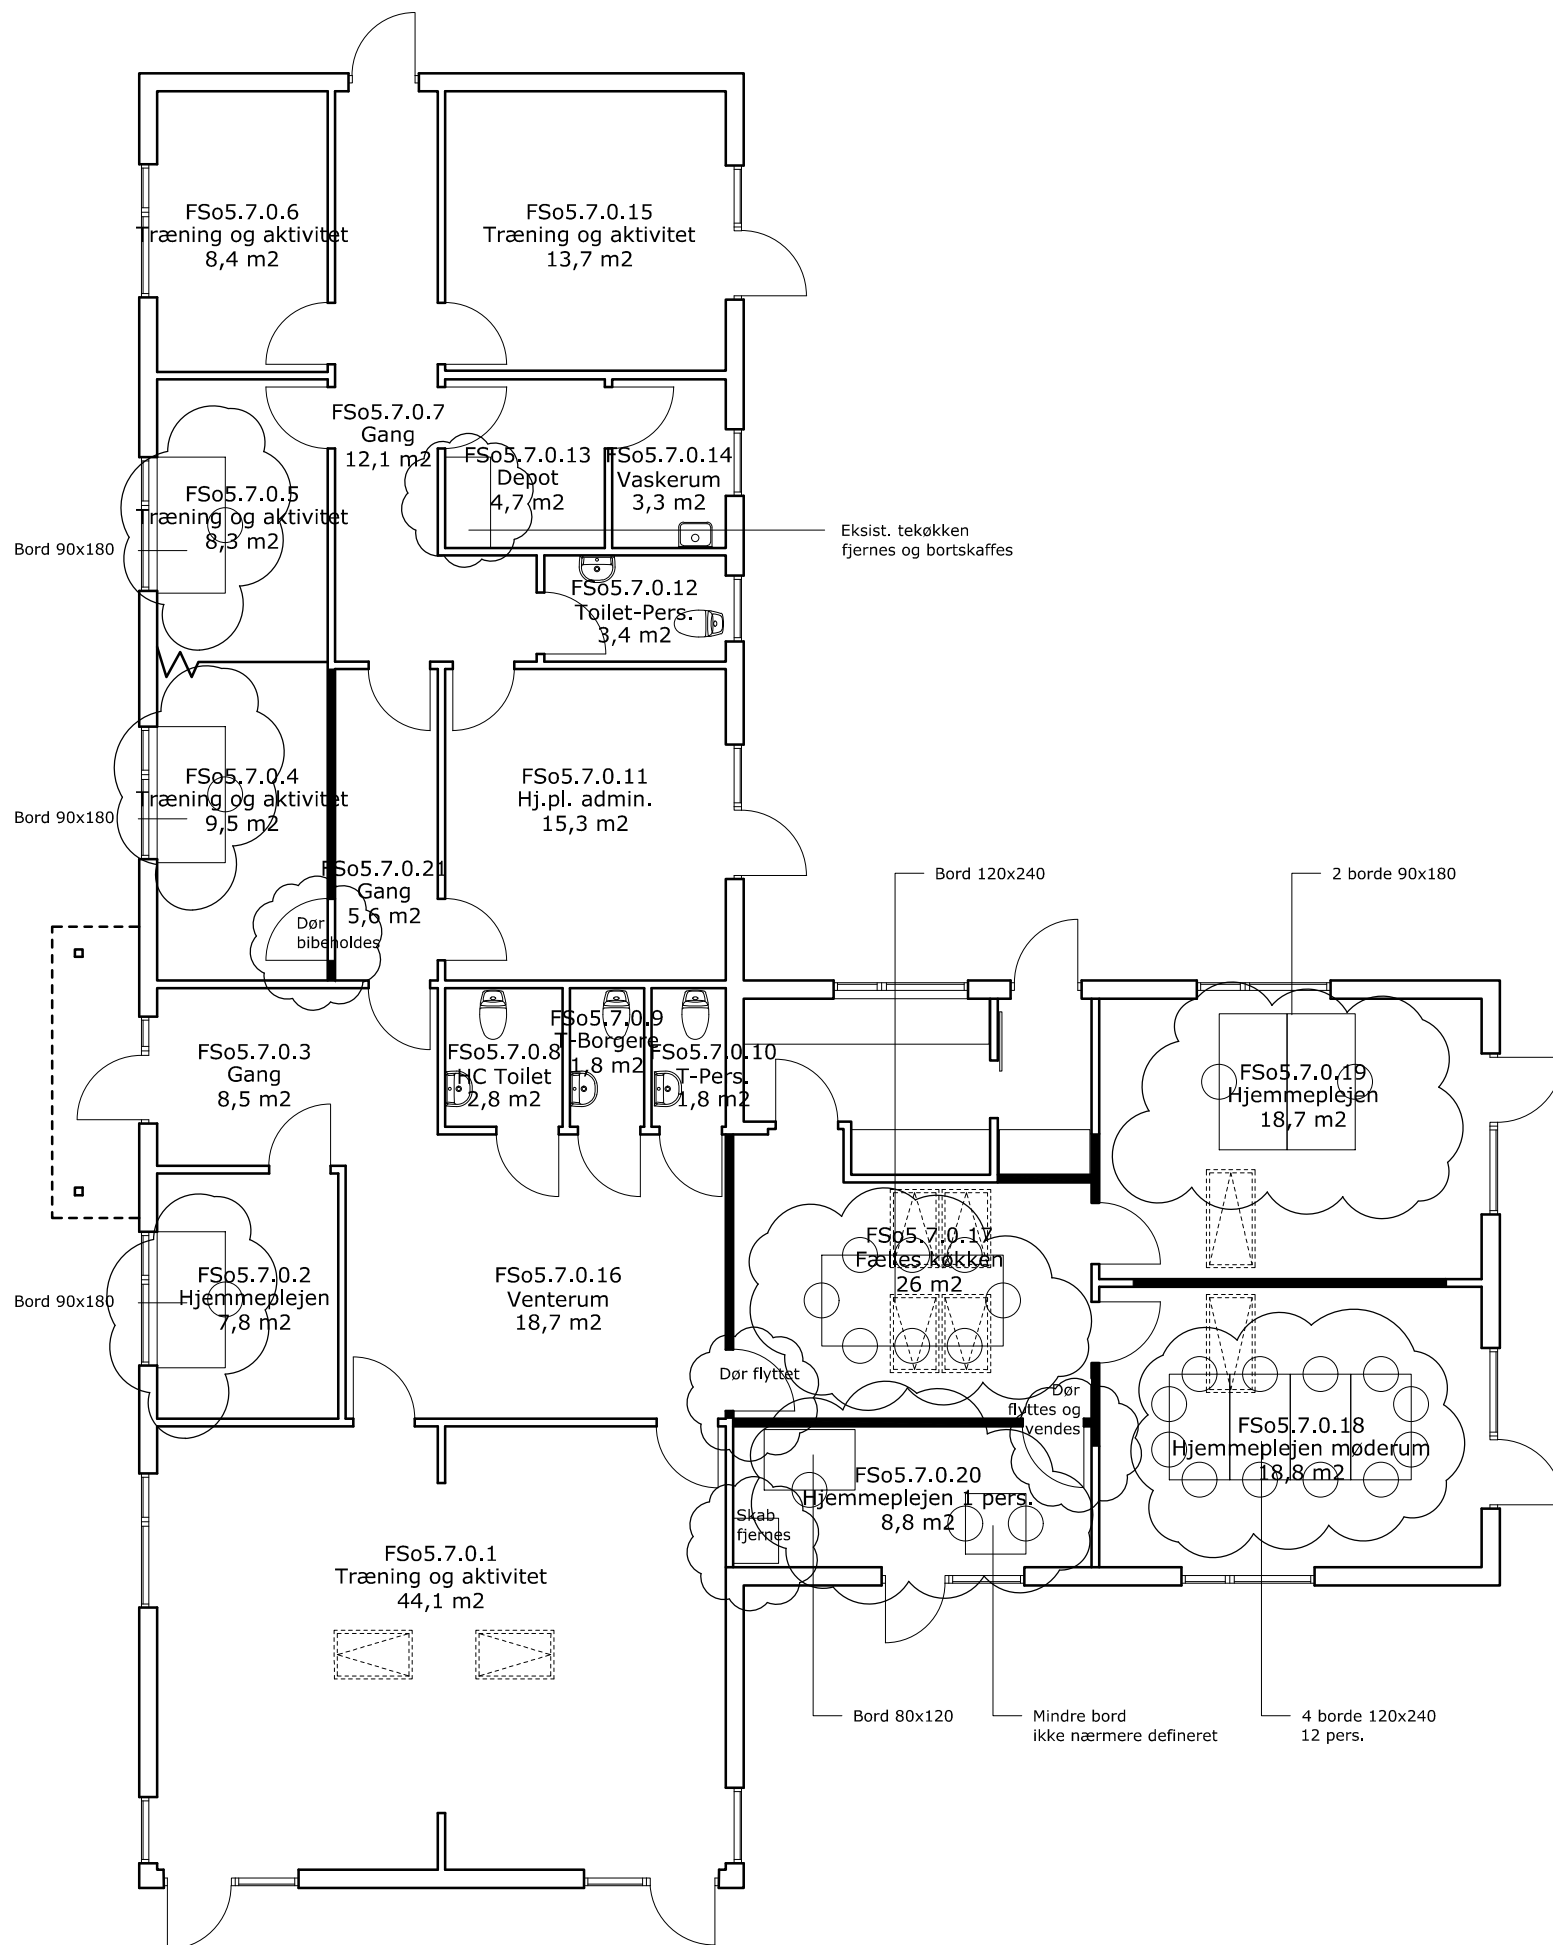 FSo5.7.0.6
Træning og aktivitet
8,4 m2
FSo5.7.0.15
Træning og aktivitet
13,7 m2
FSo5.7.0.7
Gang
12,1 m2
FSo5.7.0.13
Depot
4,7 m2
FSo5.7.0.14
Vaskerum
3,3 m2
FSo5.7.0.5
Træning og aktivitet
8,3 m2
Bord 90x180
Eksist. tekøkken
fjernes og bortskaffes
FSo5.7.0.12
Toilet-Pers.
3,4 m2
FSo5.7.0.4
Træning og aktivitet
9,5 m2
Bord 90x180
FSo5.7.0.11
Hj.pl. admin.
15,3 m2
FSo5.7.0.21
Gang
5,6 m2
Dør
bibeholdes
Bord 120x240
2 borde 90x180
FSo5.7.0.3
Gang
8,5 m2
FSo5.7.0.8
HC Toilet
2,8 m2
FSo5.7.0.9
T-Borgere
1,8 m2
FSo5.7.0.10
T-Pers.
1,8 m2
FSo5.7.0.19
Hjemmeplejen
18,7 m2
FSo5.7.0.2
Hjemmeplejen
7,8 m2
Bord 90x180
FSo5.7.0.16
Venterum
18,7 m2
FSo5.7.0.17
Fælles køkken
26 m2
Dør flyttet
Dør
flyttes og
vendes
FSo5.7.0.18
Hjemmeplejen møderum
18,8 m2
FSo5.7.0.20
Hjemmeplejen 1 pers.
8,8 m2
Skab
fjernes
FSo5.7.0.1
Træning og aktivitet
44,1 m2
Bord 80x120
Mindre bord
ikke nærmere defineret
4 borde 120x240
12 pers.